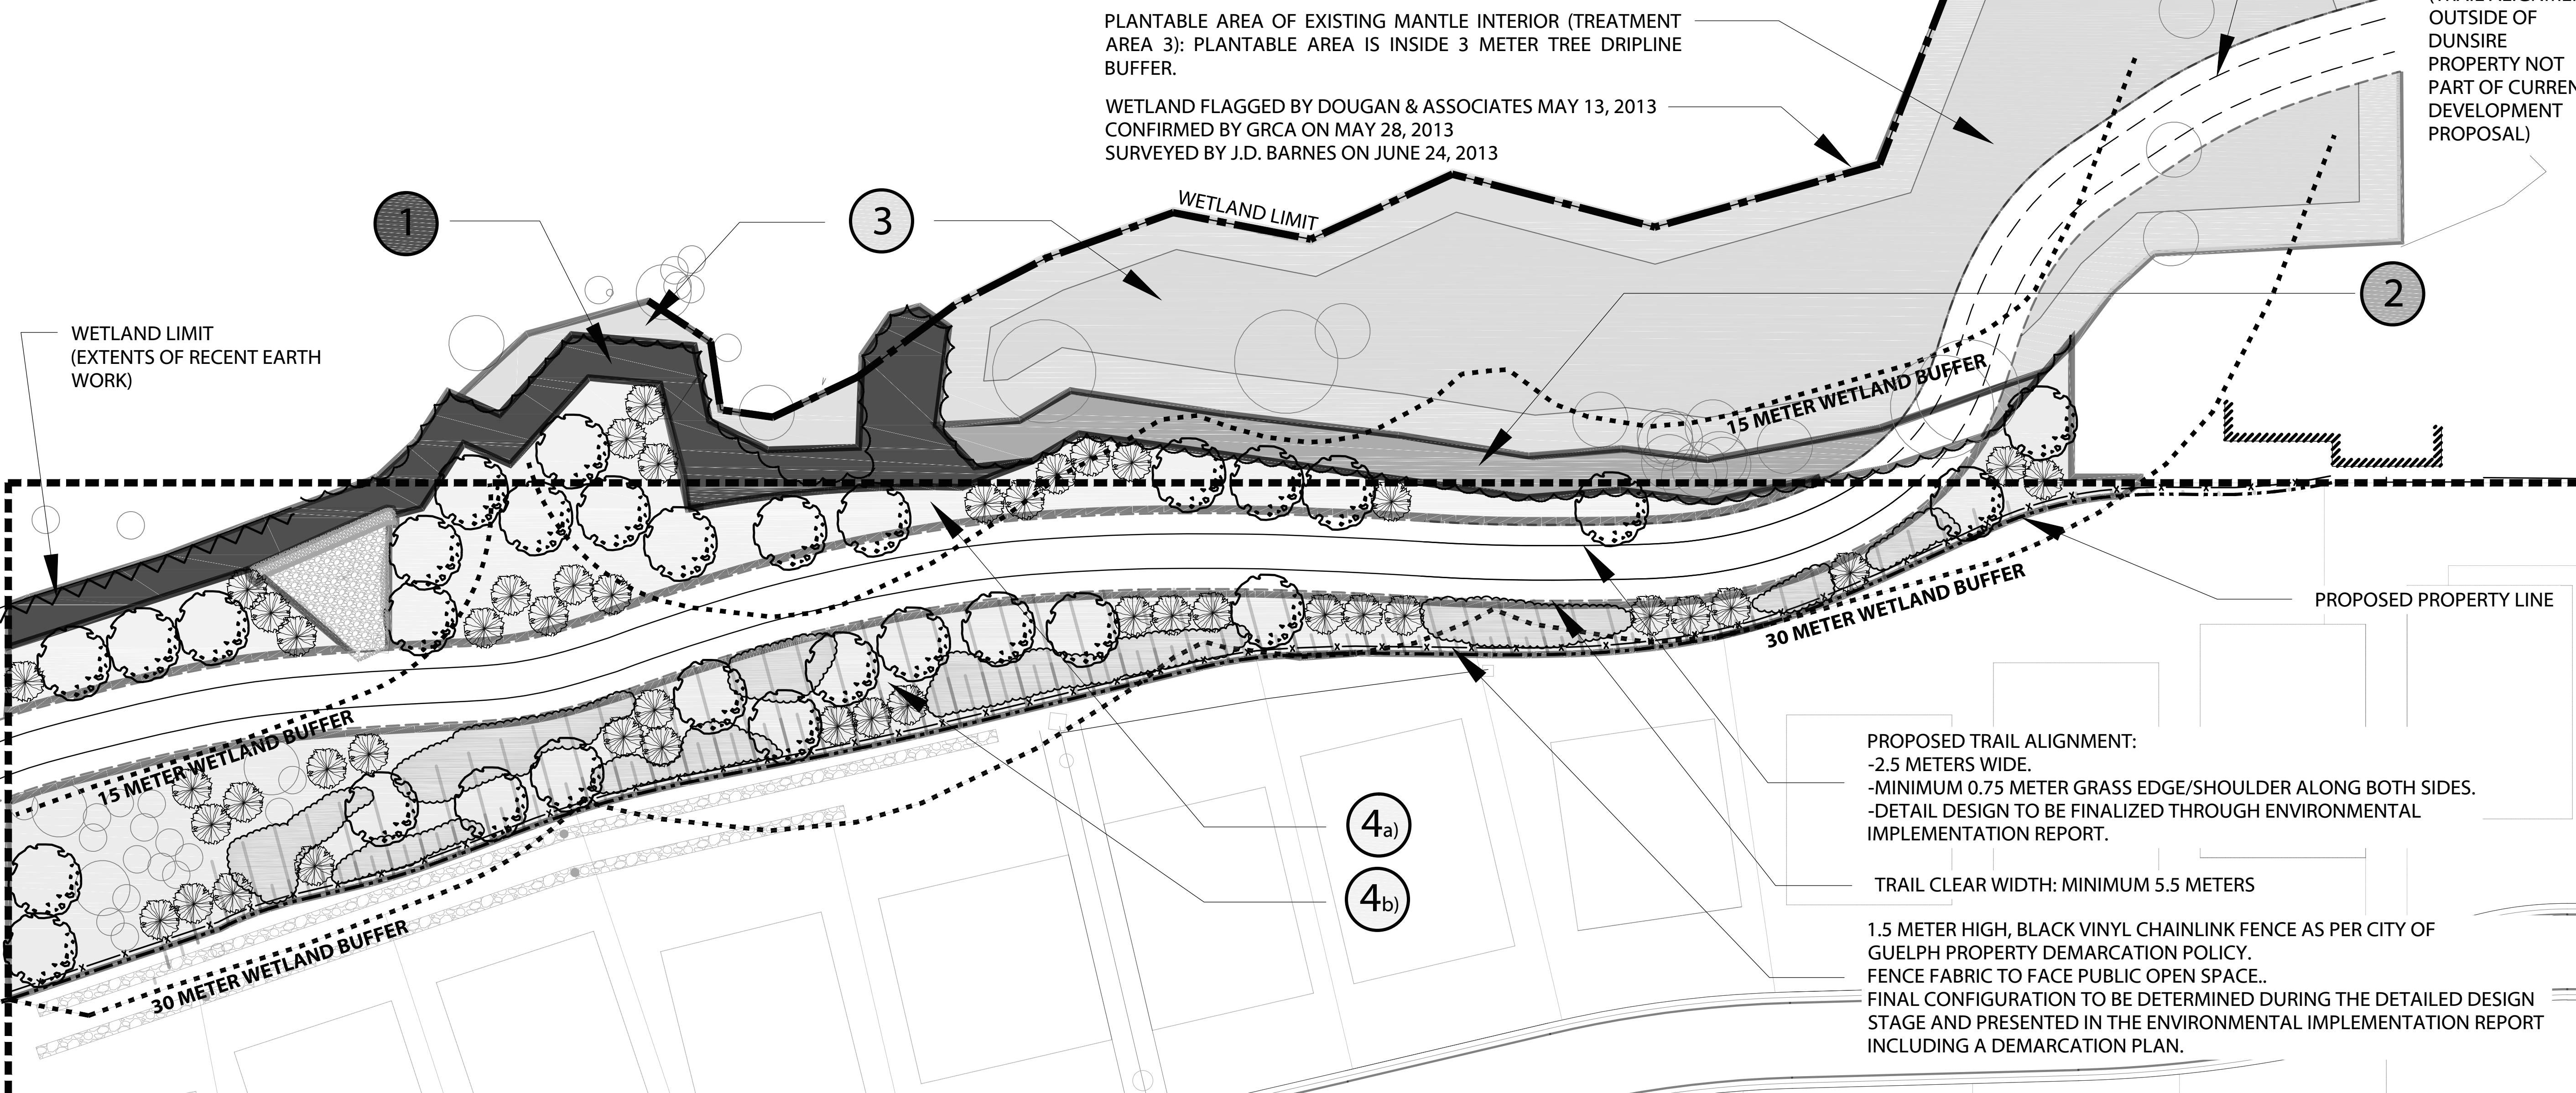 PLANTABLE AREA OF EXISTING MANTLE INTERIOR (TREATMENT
AREA 3): PLANTABLE AREA IS INSIDE 3 METER TREE DRIPLINE
BUFFER.
WETLAND FLAGGED BY DOUGAN & ASSOCIATES MAY 13, 2013
CONFIRMED BY GRCA ON MAY 28, 2013
SURVEYED BY J.D. BARNES ON JUNE 24, 2013
OUTSIDE OF
DUNSIRE
PROPERTY NOT
PART OF CURREN
DEVELOPMENT
PROPOSAL)
WETLAND LIMIT
1
3
2
WETLAND LIMIT
(EXTENTS OF RECENT EARTH
WORK)
15 METER WETLAND BUFFER
30 METER WETLAND BUFFER
PROPOSED PROPERTY LINE
15 METER WETLAND BUFFER
30 METER WETLAND BUFFER
4a)
4b)
PROPOSED TRAIL ALIGNMENT:
-2.5 METERS WIDE.
-MINIMUM 0.75 METER GRASS EDGE/SHOULDER ALONG BOTH SIDES.
-DETAIL DESIGN TO BE FINALIZED THROUGH ENVIRONMENTAL
IMPLEMENTATION REPORT.
TRAIL CLEAR WIDTH: MINIMUM 5.5 METERS
1.5 METER HIGH, BLACK VINYL CHAINLINK FENCE AS PER CITY OF
GUELPH PROPERTY DEMARCATION POLICY.
FENCE FABRIC TO FACE PUBLIC OPEN SPACE..
FINAL CONFIGURATION TO BE DETERMINED DURING THE DETAILED DESIGN
STAGE AND PRESENTED IN THE ENVIRONMENTAL IMPLEMENTATION REPORT
INCLUDING A DEMARCATION PLAN.